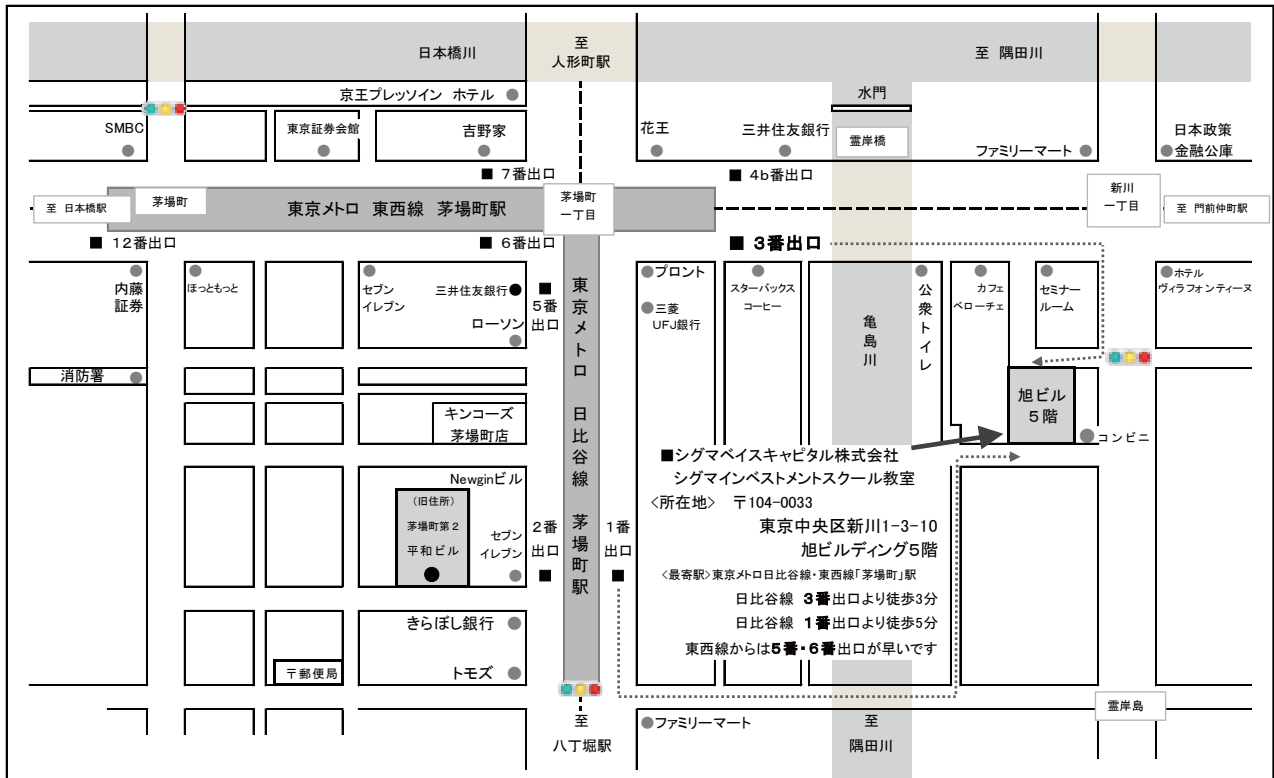 日本橋川
至
人形町駅
至 隅田川
京王プレッソイン ホテル
水門
SMBC
東京証券会館
吉野家
花王
三井住友銀行
霊岸橋
ファミリーマート
日本政策
金融公庫
■ 7番出口
■ 4b番出口
至 日本橋駅
茅場町
東京メトロ 東西線 茅場町駅
茅場町
一丁目
新川
一丁目
至 門前仲町駅
■ 12番出口
■ 6番出口
■ 3番出口
内藤
証券
ほっともっと
セブン
イレブン
三井住友銀行
ローソン
■
5番
出口
東京メトロ 日比谷線 茅場町駅
プロント
三菱
UFJ銀行
スターバックス
コーヒー
亀島川
公衆トイレ
カフェ
ベローチェ
セミナー
ルーム
ホテル
ヴィラフォンティーヌ
消防署
キンコーズ
茅場町店
旭ビル
5階
コンビニ
Newginビル
(旧住所)
茅場町第2
平和ビル
セブン
イレブン
2番
出口
■
1番
出口
■
■シグマベイスキャピタル株式会社
シグマインベストメントスクール教室
<所在地> 〒104-0033
東京中央区新川1-3-10
旭ビルディング5階
<最寄駅>東京メトロ日比谷線・東西線「茅場町」駅
日比谷線 3番出口より徒歩3分
日比谷線 1番出口より徒歩5分
東西線からは5番・6番出口が早いです
きらぼし銀行
〒郵便局
トモズ
至
八丁堀駅
ファミリーマート
至
隅田川
霊岸島